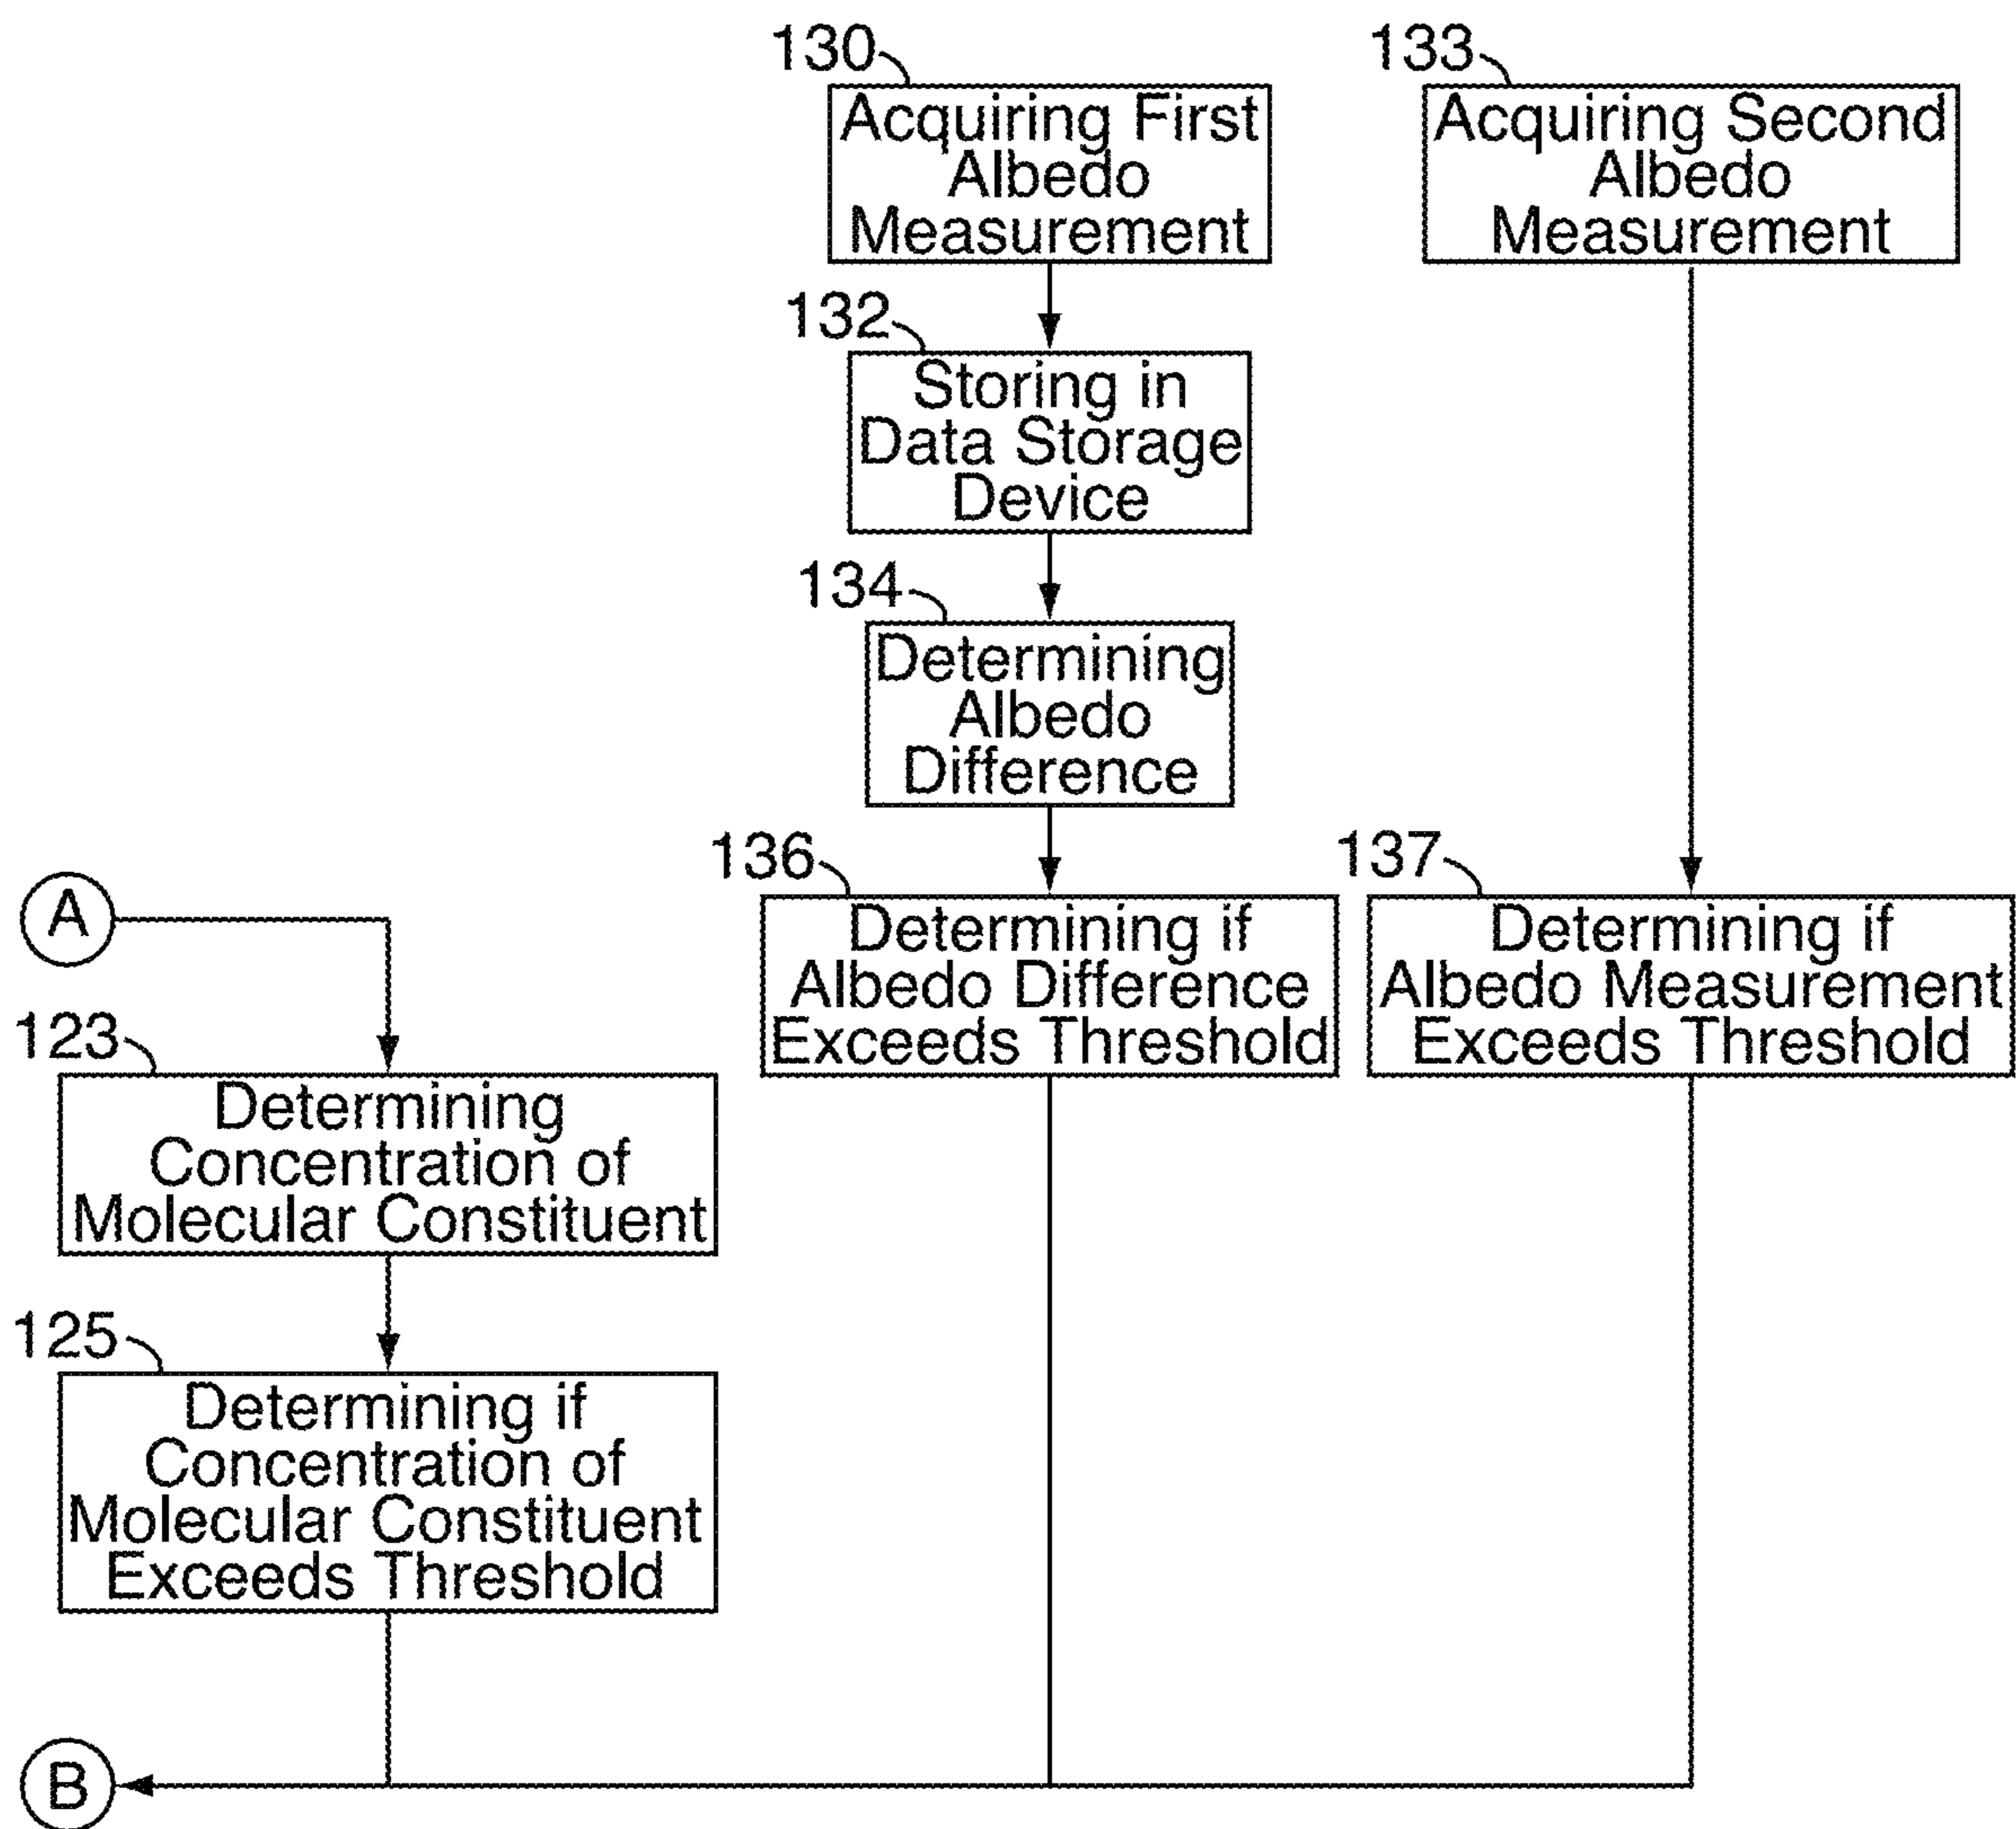 130
Acquiring First
Albedo
Measurement
133
Acquiring Second
Albedo
Measurement
132
Storing in
Data Storage
Device
134
Determining
Albedo
Difference
136
Determining if
Albedo Difference
Exceeds Threshold
137
Determining if
Albedo Measurement
Exceeds Threshold
A
123
Determining
Concentration of
Molecular Constituent
125
Determining if
Concentration of
Molecular Constituent
Exceeds Threshold
B